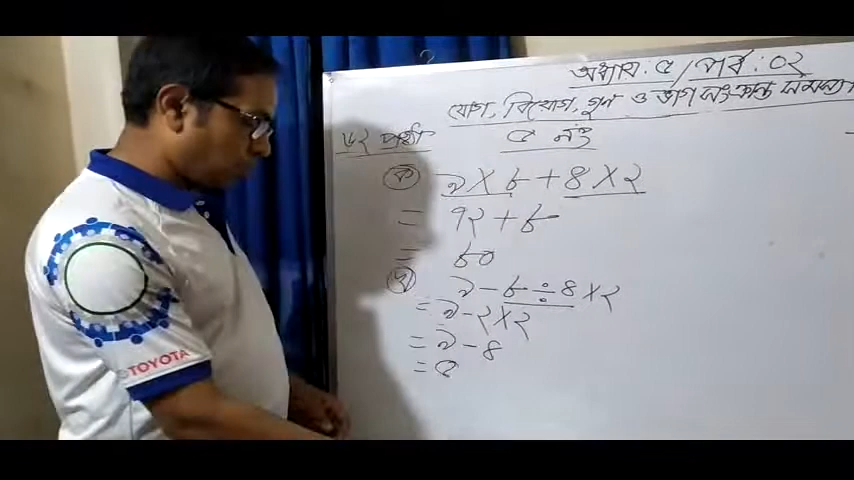 অধ্যায় : ৫ / পর্ব : ০২
যোগ, বিয়োগ, গুন ও ভাগ সংক্রান্ত সমস্যা
৬২ পৃষ্ঠা ৫ নং
ক ৯×৮+৪×২
= ৭২+৮
= ৮০
খ ৯-৮÷৪×২
= ৯-২×২
= ৯-৪
= ৫
TOYOTA